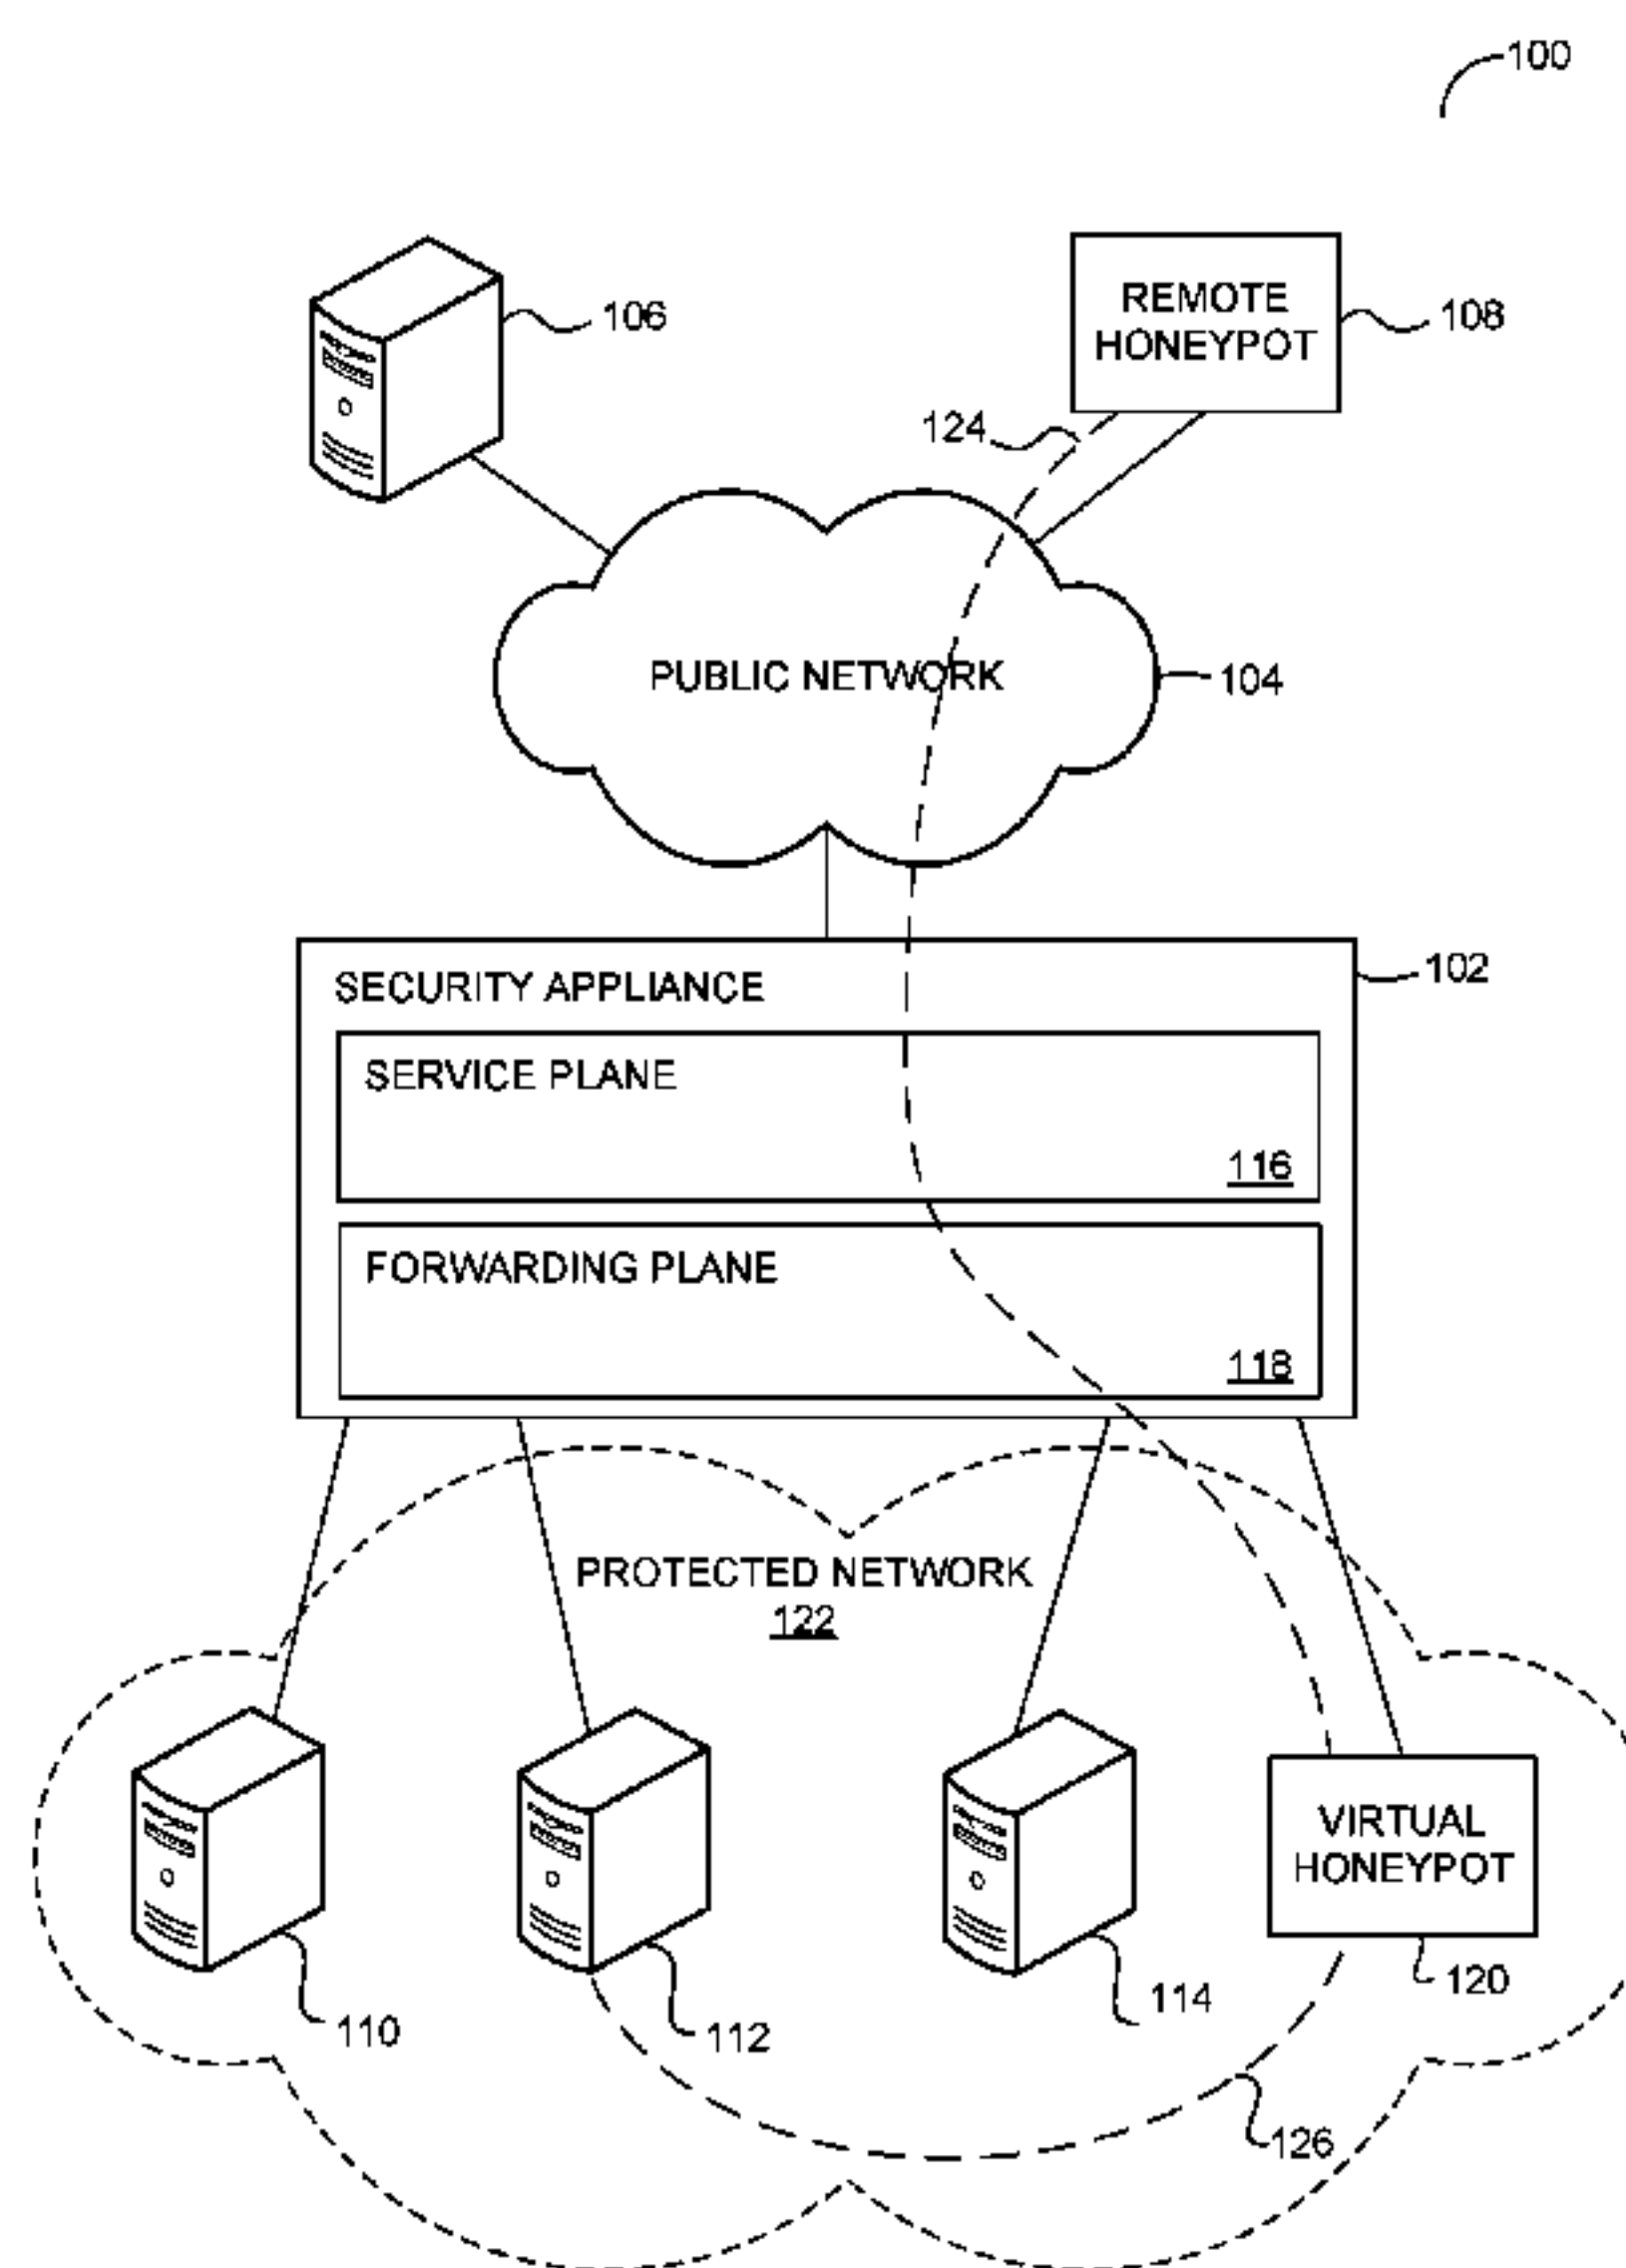 100
106
REMOTE
HONEYPOT
108
124
PUBLIC NETWORK
104
SECURITY APPLIANCE
102
SERVICE PLANE
116
FORWARDING PLANE
118
PROTECTED NETWORK
122
VIRTUAL
HONEYPOT
110
112
114
120
126